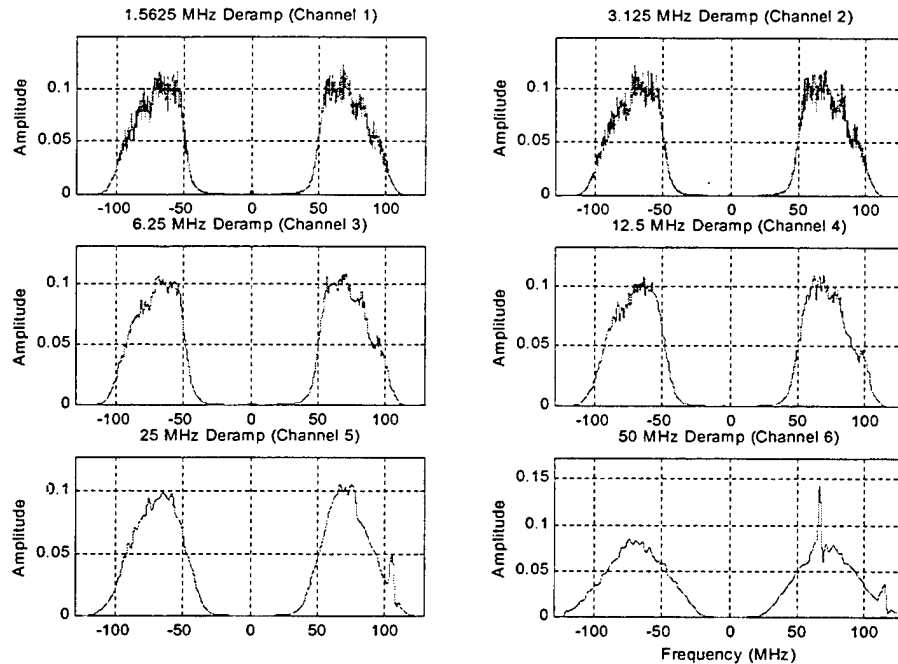 1.5625 MHz Deramp (Channel 1)
Amplitude
0.1
0.05
0
-100 -50 0 50 100
3.125 MHz Deramp (Channel 2)
Amplitude
0.1
0.05
0
-100 -50 0 50 100
6.25 MHz Deramp (Channel 3)
Amplitude
0.1
0.05
0
-100 -50 0 50 100
12.5 MHz Deramp (Channel 4)
Amplitude
0.1
0.05
0
-100 -50 0 50 100
25 MHz Deramp (Channel 5)
Amplitude
0.1
0.05
0
-100 -50 0 50 100
50 MHz Deramp (Channel 6)
Amplitude
0.15
0.1
0.05
0
-100 -50 0 50 100
Frequency (MHz)